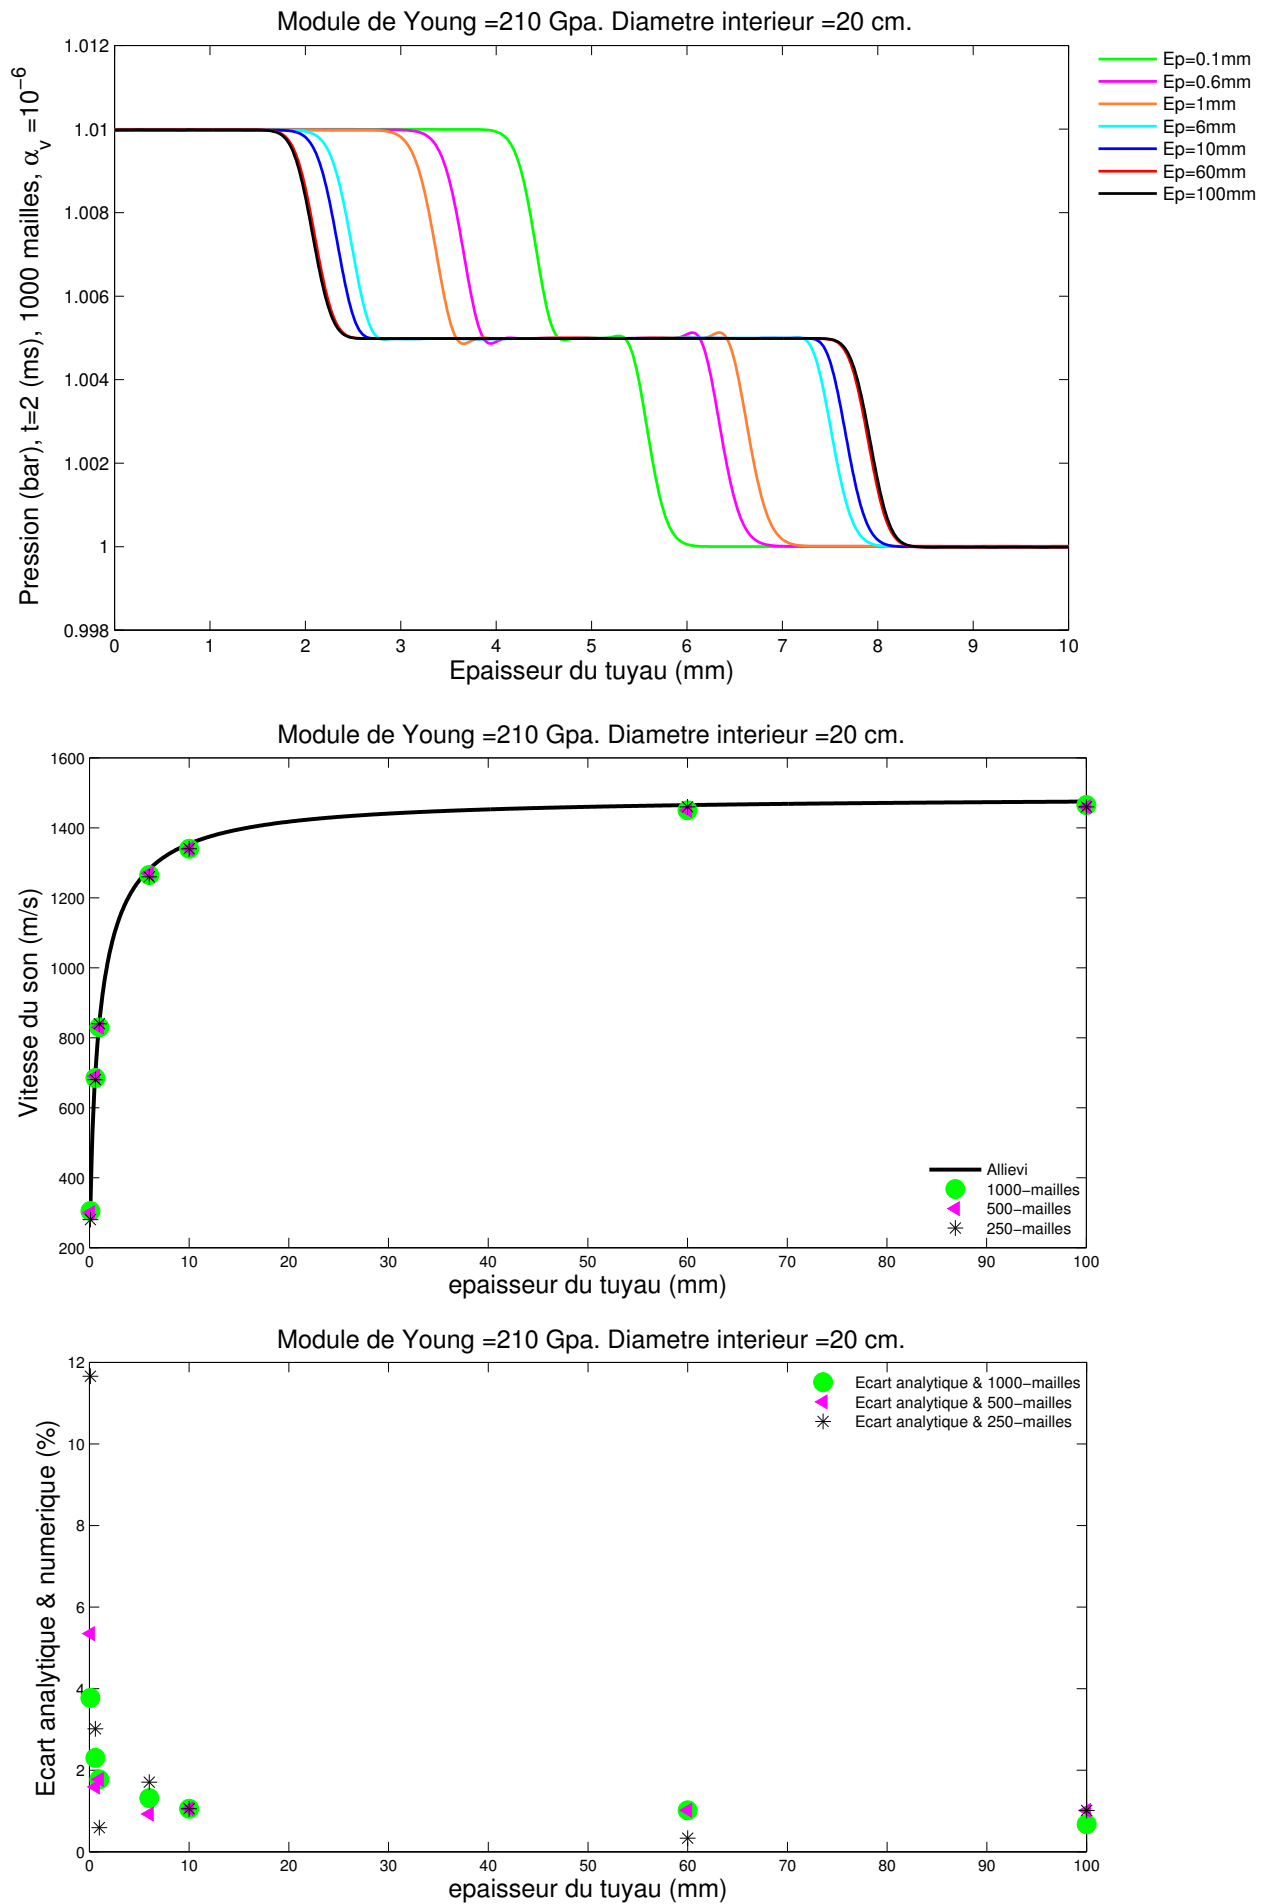 Module de Young =210 Gpa. Diametre interieur =20 cm.
1.012
1.01
1.008
1.006
1.004
1.002
1
0.998
Pression (bar), t=2 (ms), 1000 mailles, α_v =10^−6
0 1 2 3 4 5 6 7 8 9 10
Epaisseur du tuyau (mm)
Ep=0.1mm
Ep=0.6mm
Ep=1mm
Ep=6mm
Ep=10mm
Ep=60mm
Ep=100mm
Module de Young =210 Gpa. Diamétre interieur =20 cm.
1600
1400
1200
1000
800
600
400
200
Vitesse du son (m/s)
0 10 20 30 40 50 60 70 80 90 100
epaisseur du tuyau (mm)
Allievi
1000−mailles
500−mailles
250−mailles
Module de Young =210 Gpa. Diametre interieur =20 cm.
12
10
8
6
4
2
0
Ecart analytique & numerique (%)
0 10 20 30 40 50 60 70 80 90 100
epaisseur du tuyau (mm)
Ecart analytique & 1000−mailles
Ecart analytique & 500−mailles
Ecart analytique & 250−mailles